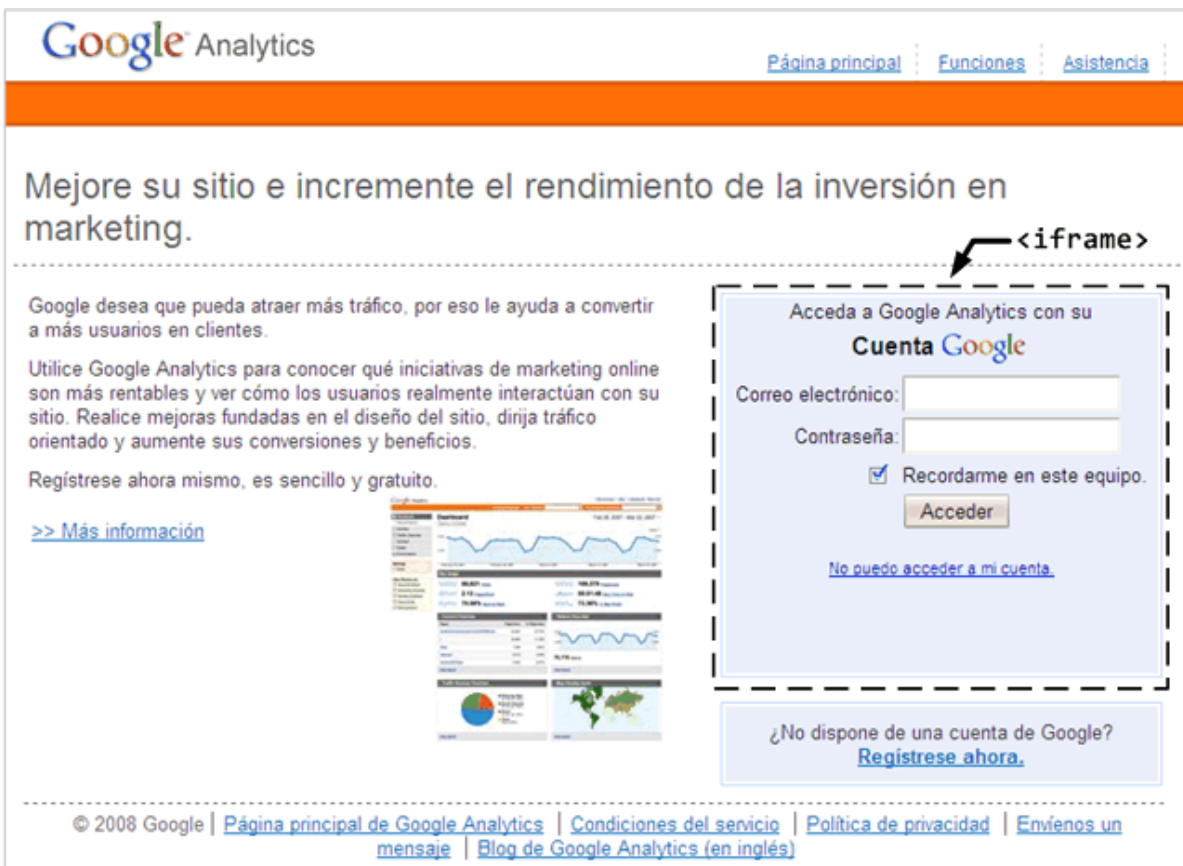 Google Analytics
Página principal
Funciones
Asistencia
Mejore su sitio e incremente el rendimiento de la inversión en
marketing.
<iframe>
Google desea que pueda atraer más tráfico, por eso le ayuda a convertir
a más usuarios en clientes.
Utilice Google Analytics para conocer qué iniciativas de marketing online
son más rentables y ver cómo los usuarios realmente interactúan con su
sitio. Realice mejoras fundadas en el diseño del sitio, dirija tráfico
orientado y aumente sus conversiones y beneficios.
Regístrese ahora mismo, es sencillo y gratuito.
>> Más información
Dashboard
Acceda a Google Analytics con su
Cuenta Google
Correo electrónico:
Contraseña:
Recordarme en este equipo.
Acceder
No puedo acceder a mi cuenta.
¿No dispone de una cuenta de Google?
Regístrese ahora.
© 2008 Google | Página principal de Google Analytics | Condiciones del servicio | Política de privacidad | Envíenos un
mensaje | Blog de Google Analytics (en inglés)